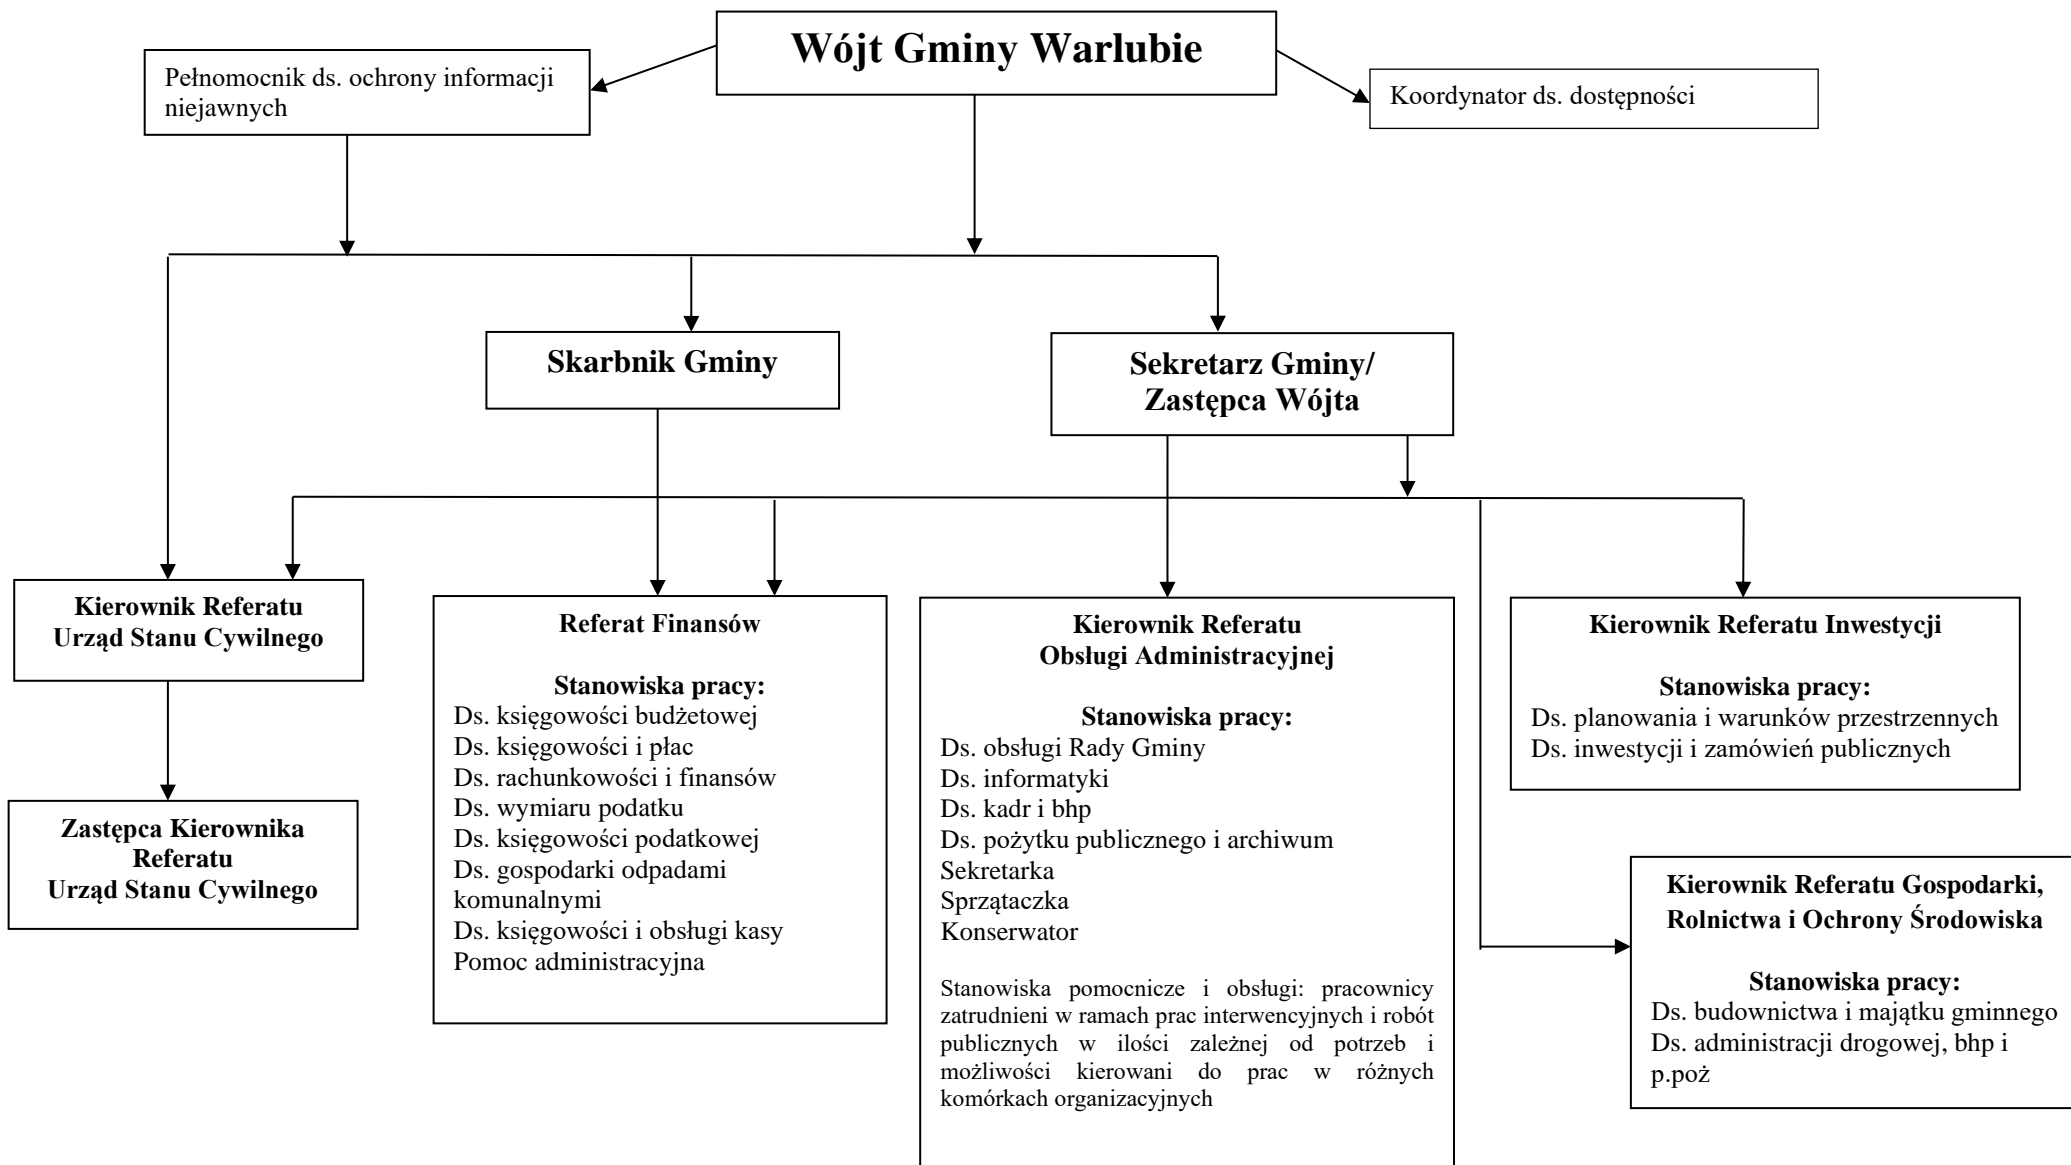 Wójt Gminy Warlubie
Pełnomocnik ds. ochrony informacji
niejawnych
Koordynator ds. dostępności
Skarbnik Gminy
Sekretarz Gminy/
Zastępca Wójta
Kierownik Referatu
Urząd Stanu Cywilnego
Zastępca Kierownika
Referatu
Urząd Stanu Cywilnego
Referat Finansów
Stanowiska pracy:
Ds. księgowości budżetowej
Ds. księgowości i płac
Ds. rachunkowości i finansów
Ds. wymiaru podatku
Ds. księgowości podatkowej
Ds. gospodarki odpadami
komunalnymi
Ds. księgowości i obsługi kasy
Pomoc administracyjna
Kierownik Referatu
Obsługi Administracyjnej
Stanowiska pracy:
Ds. obsługi Rady Gminy
Ds. informatyki
Ds. kadr i bhp
Ds. pożytku publicznego i archiwum
Sekretarka
Sprzątaczka
Konserwator
Stanowiska pomocnicze i obsługi: pracownicy
zatrudnieni w ramach prac interwencyjnych i robót
publicznych w ilości zależnej od potrzeb i
możliwości kierowani do prac w różnych
komórkach organizacyjnych
Kierownik Referatu Inwestycji
Stanowiska pracy:
Ds. planowania i warunków przestrzennych
Ds. inwestycji i zamówień publicznych
Kierownik Referatu Gospodarki,
Rolnictwa i Ochrony Środowiska
Stanowiska pracy:
Ds. budownictwa i majątku gminnego
Ds. administracji drogowej, bhp i
p.poż